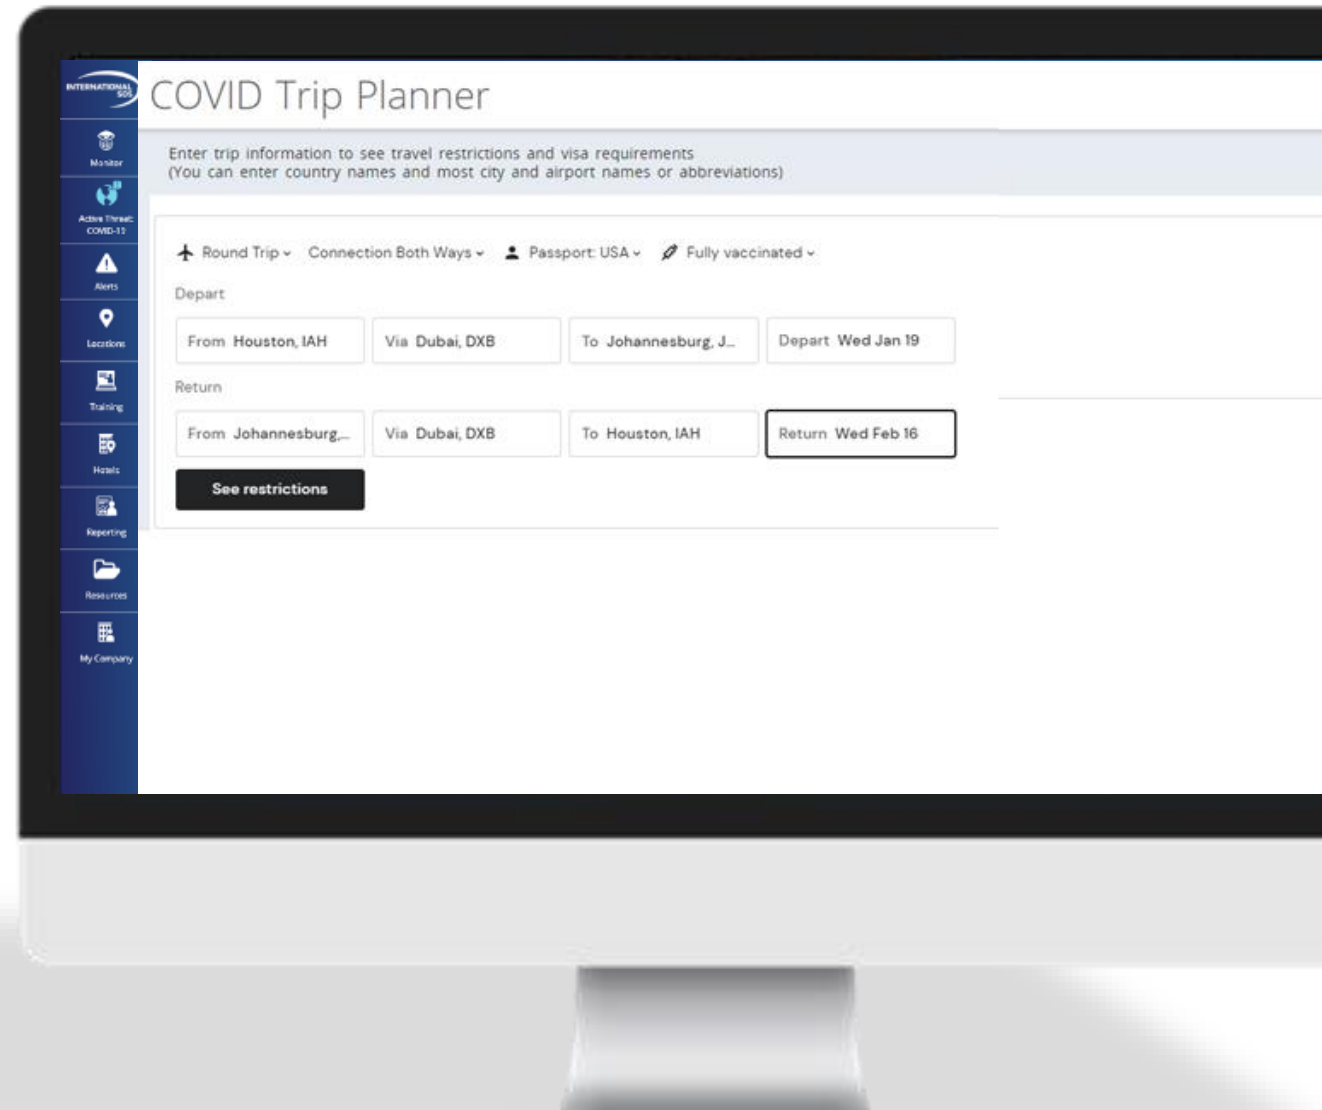 INTERNATIONAL
SOS
COVID Trip Planner
Monitor
Active Threat:
COVID-19
Alerts
Locations
Training
Hotels
Reporting
Resources
My Company
Enter trip information to see travel restrictions and visa requirements
(You can enter country names and most city and airport names or abbreviations)
Round Trip Connection Both Ways Passport: USA Fully vaccinated
Depart
From Houston, IAH Via Dubai, DXB To Johannesburg, J... Depart Wed Jan 19
Return
From Johannesburg,... Via Dubai, DXB To Houston, IAH Return Wed Feb 16
See restrictions